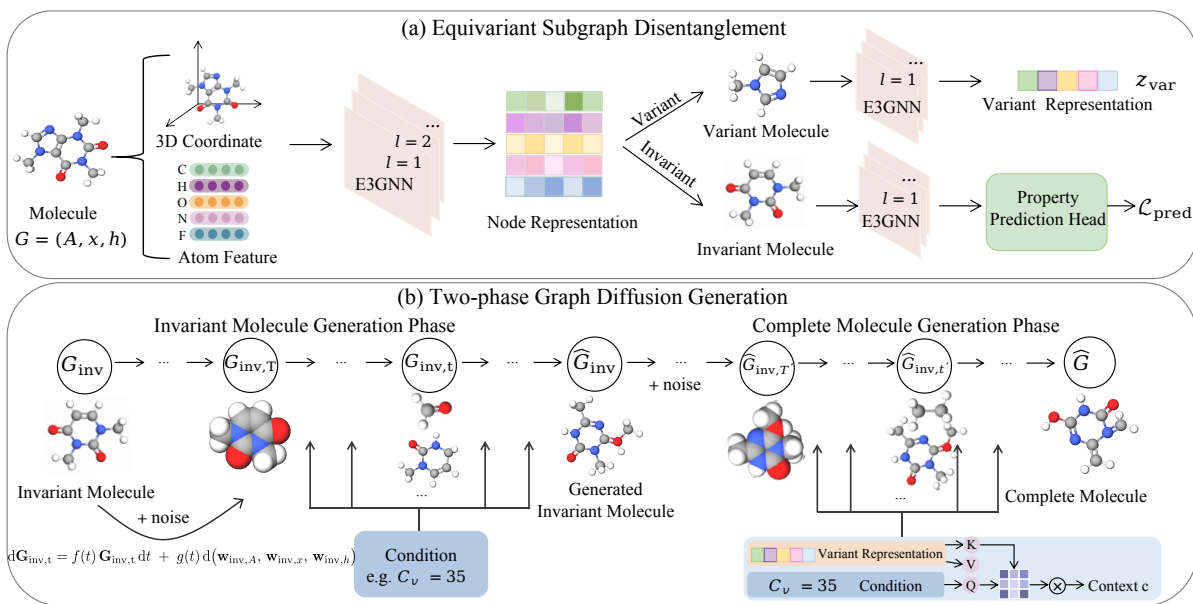 (a) Equivariant Subgraph Disentanglement
Molecule
G = (A, x, h)
3D Coordinate
C
H
O
N
F
Atom Feature
...
l = 2
l = 1
E3GNN
Node Representation
Variant
Invariant
Variant Molecule
...
l = 1
E3GNN
Variant Representation
z_var
Invariant Molecule
...
l = 1
E3GNN
Property
Prediction Head
ℒ_pred
(b) Two-phase Graph Diffusion Generation
Invariant Molecule Generation Phase
Complete Molecule Generation Phase
G_inv ... G_inv,T ... G_inv,t ... Ĝ_inv ... Ĝ_inv,T′ ... Ĝ_inv,t′ ... Ĝ
+ noise
Invariant Molecule
+ noise
dG_inv,t = f(t) G_inv,t dt + g(t) d(w_inv,A, w_inv,x, w_inv,h)
...
Condition
e.g. C_v = 35
Generated
Invariant Molecule
...
Complete Molecule
Variant Representation
K
V
C_v = 35 Condition
Q
⊗
Context c